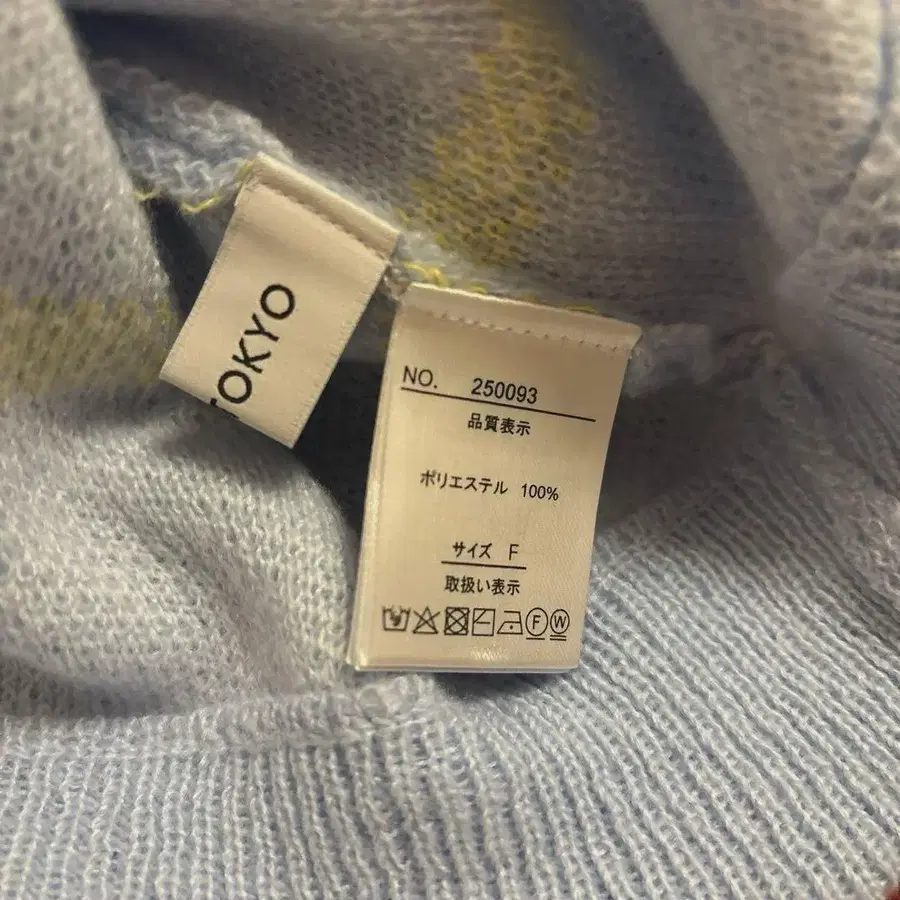 TOKYO
NO. 250093
品質表示
ポリエステル 100%
サイズ F
取扱い表示
F W